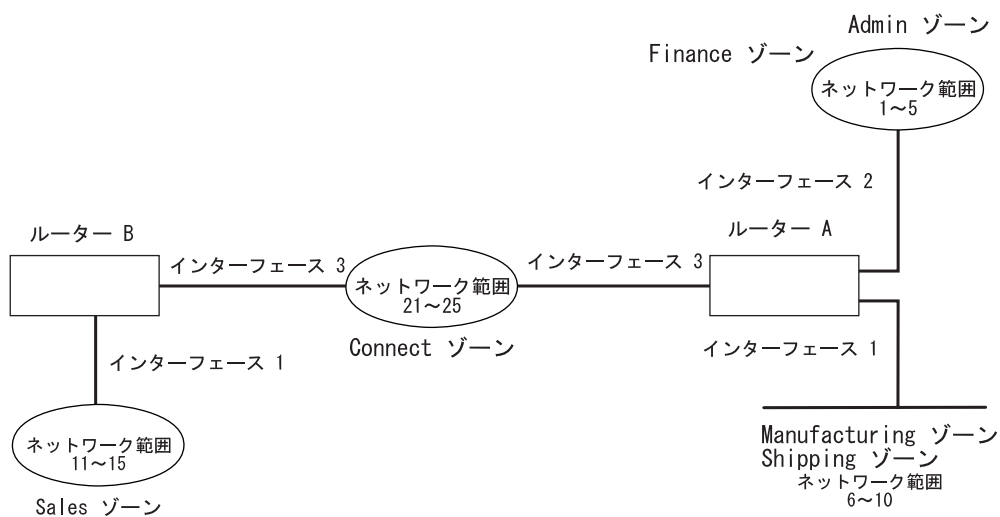 Admin ゾーン
Finance ゾーン
ネットワーク範囲
1～5
インターフェース 2
ルーター B
ルーター A
インターフェース 3
インターフェース 3
ネットワーク範囲
21～25
Connect ゾーン
インターフェース 1
インターフェース 1
ネットワーク範囲
11～15
Sales ゾーン
Manufacturing ゾーン
Shipping ゾーン
ネットワーク範囲
6～10